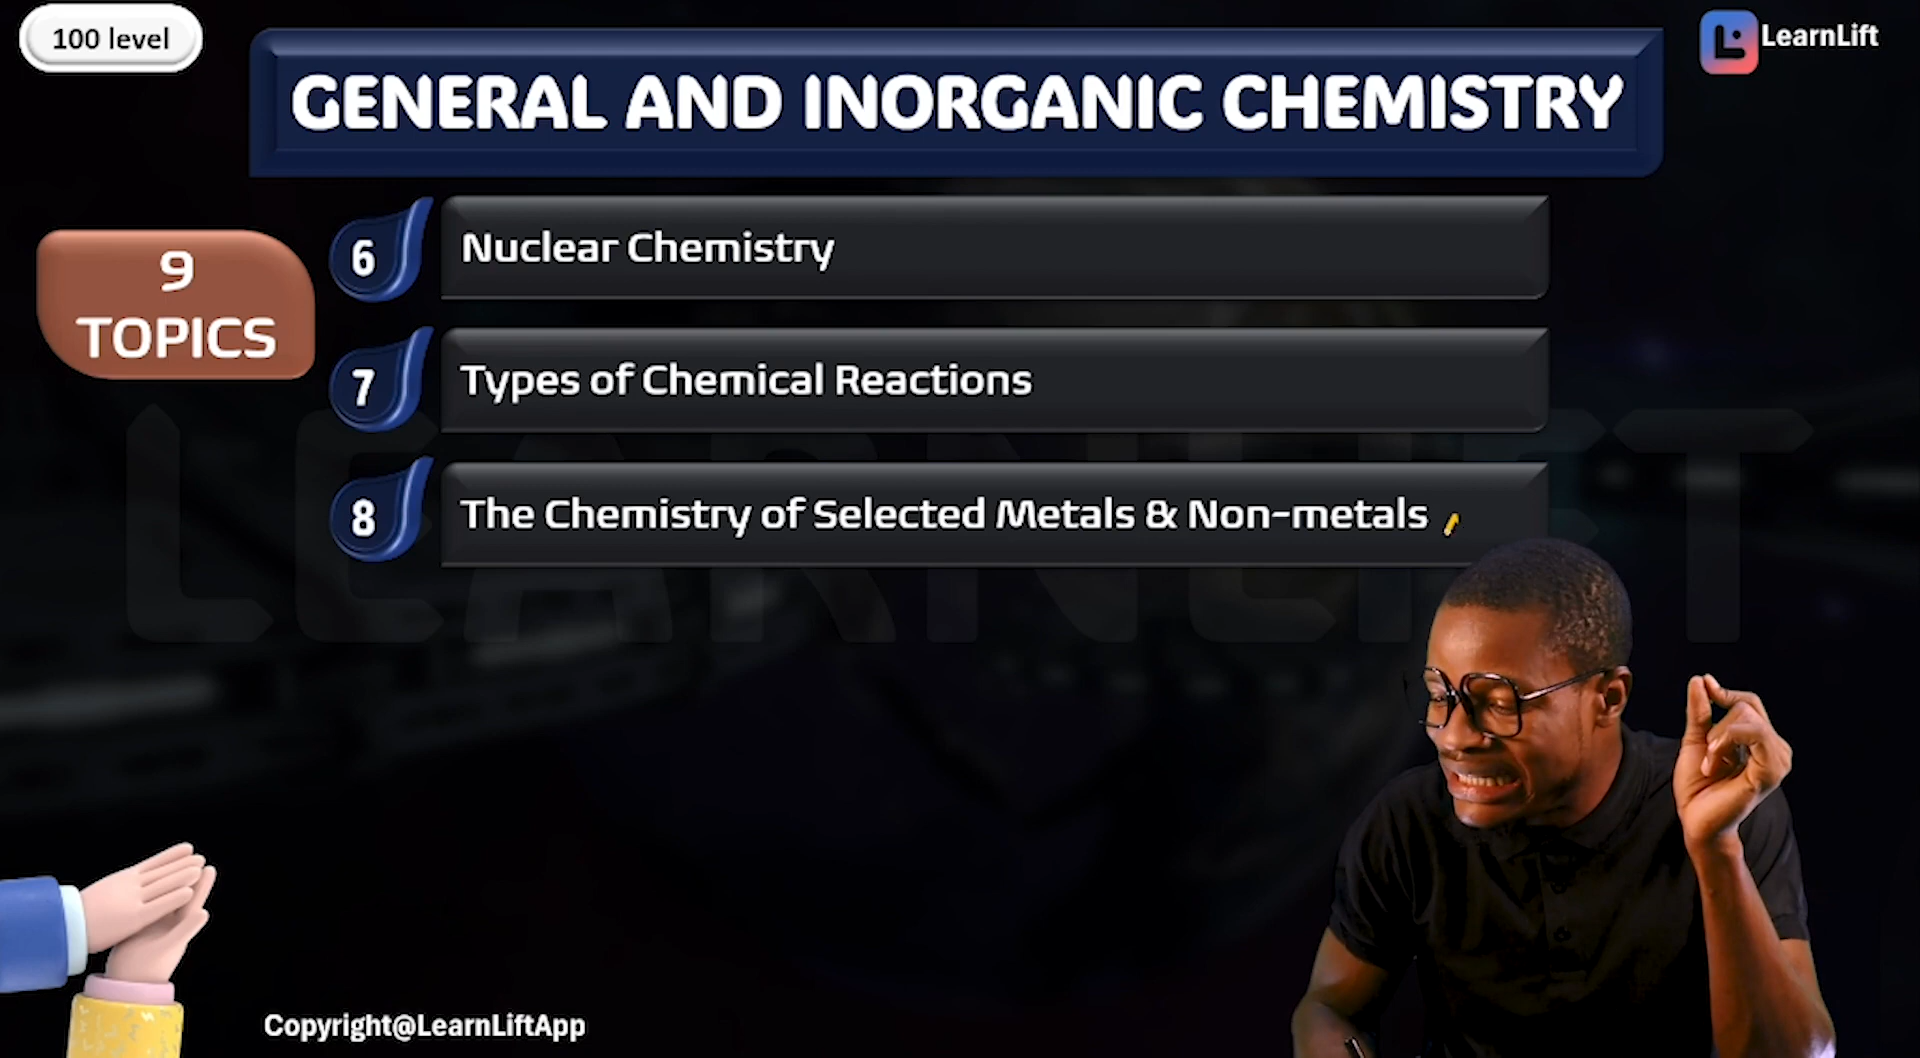 100 level
LearnLift
GENERAL AND INORGANIC CHEMISTRY
9
TOPICS
6
Nuclear Chemistry
7
Types of Chemical Reactions
8
The Chemistry of Selected Metals & Non-metals
LEARNLIFT
Copyright@LearnLiftApp